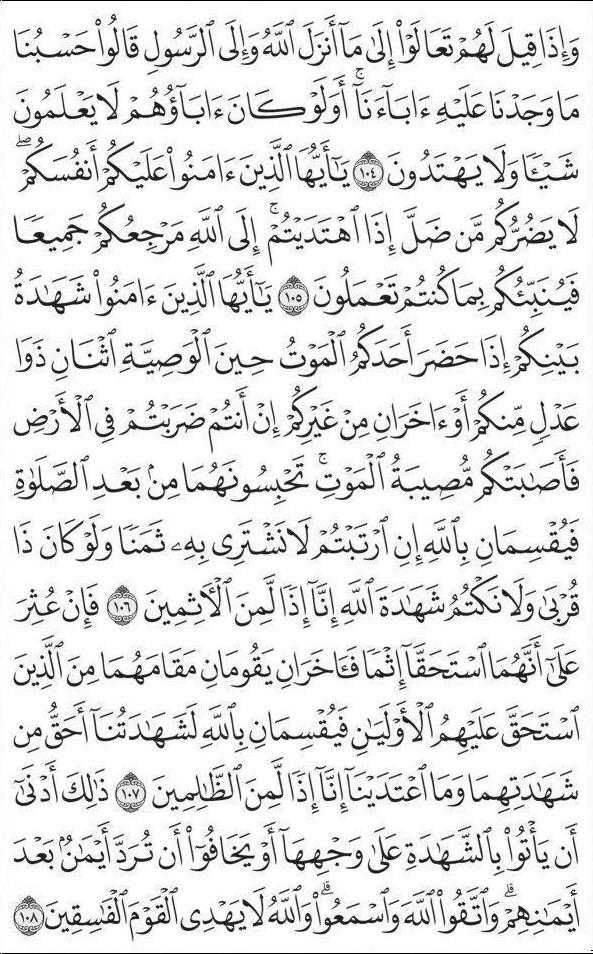 وَإِذَا قِيلَ لَهُمْ تَعَالَوْا۟ إِلَىٰ مَآ أَنزَلَ ٱللَّهُ وَإِلَى ٱلرَّسُولِ قَالُوا۟ حَسْبُنَا
مَا وَجَدْنَا عَلَيْهِ ءَابَآءَنَآ ۚ أَوَلَوْ كَانَ ءَابَآؤُهُمْ لَا يَعْلَمُونَ
شَيْـًٔا وَلَا يَهْتَدُونَ ١٠٤ يَـٰٓأَيُّهَا ٱلَّذِينَ ءَامَنُوا۟ عَلَيْكُمْ أَنفُسَكُمْ ۖ
لَا يَضُرُّكُم مَّن ضَلَّ إِذَا ٱهْتَدَيْتُمْ ۚ إِلَى ٱللَّهِ مَرْجِعُكُمْ جَمِيعًا
فَيُنَبِّئُكُم بِمَا كُنتُمْ تَعْمَلُونَ ١٠٥ يَـٰٓأَيُّهَا ٱلَّذِينَ ءَامَنُوا۟ شَهَـٰدَةُ
بَيْنِكُمْ إِذَا حَضَرَ أَحَدَكُمُ ٱلْمَوْتُ حِينَ ٱلْوَصِيَّةِ ٱثْنَانِ ذَوَا
عَدْلٍ مِّنكُمْ أَوْ ءَاخَرَانِ مِنْ غَيْرِكُمْ إِنْ أَنتُمْ ضَرَبْتُمْ فِى ٱلْأَرْضِ
فَأَصَـٰبَتْكُم مُّصِيبَةُ ٱلْمَوْتِ ۚ تَحْبِسُونَهُمَا مِنۢ بَعْدِ ٱلصَّلَوٰةِ
فَيُقْسِمَانِ بِٱللَّهِ إِنِ ٱرْتَبْتُمْ لَا نَشْتَرِى بِهِۦ ثَمَنًا وَلَوْ كَانَ ذَا
قُرْبَىٰ وَلَا نَكْتُمُ شَهَـٰدَةَ ٱللَّهِ إِنَّآ إِذًا لَّمِنَ ٱلْـَٔاثِمِينَ ١٠٦ فَإِنْ عُثِرَ
عَلَىٰٓ أَنَّهُمَا ٱسْتَحَقَّآ إِثْمًا فَـَٔاخَرَانِ يَقُومَانِ مَقَامَهُمَا مِنَ ٱلَّذِينَ
ٱسْتَحَقَّ عَلَيْهِمُ ٱلْأَوْلَيَـٰنِ فَيُقْسِمَانِ بِٱللَّهِ لَشَهَـٰدَتُنَآ أَحَقُّ مِن
شَهَـٰدَتِهِمَا وَمَا ٱعْتَدَيْنَآ إِنَّآ إِذًا لَّمِنَ ٱلظَّـٰلِمِينَ ١٠٧ ذَٰلِكَ أَدْنَىٰٓ
أَن يَأْتُوا۟ بِٱلشَّهَـٰدَةِ عَلَىٰ وَجْهِهَآ أَوْ يَخَافُوٓا۟ أَن تُرَدَّ أَيْمَـٰنٌۢ بَعْدَ
أَيْمَـٰنِهِمْ ۗ وَٱتَّقُوا۟ ٱللَّهَ وَٱسْمَعُوا۟ ۗ وَٱللَّهُ لَا يَهْدِى ٱلْقَوْمَ ٱلْفَـٰسِقِينَ ١٠٨